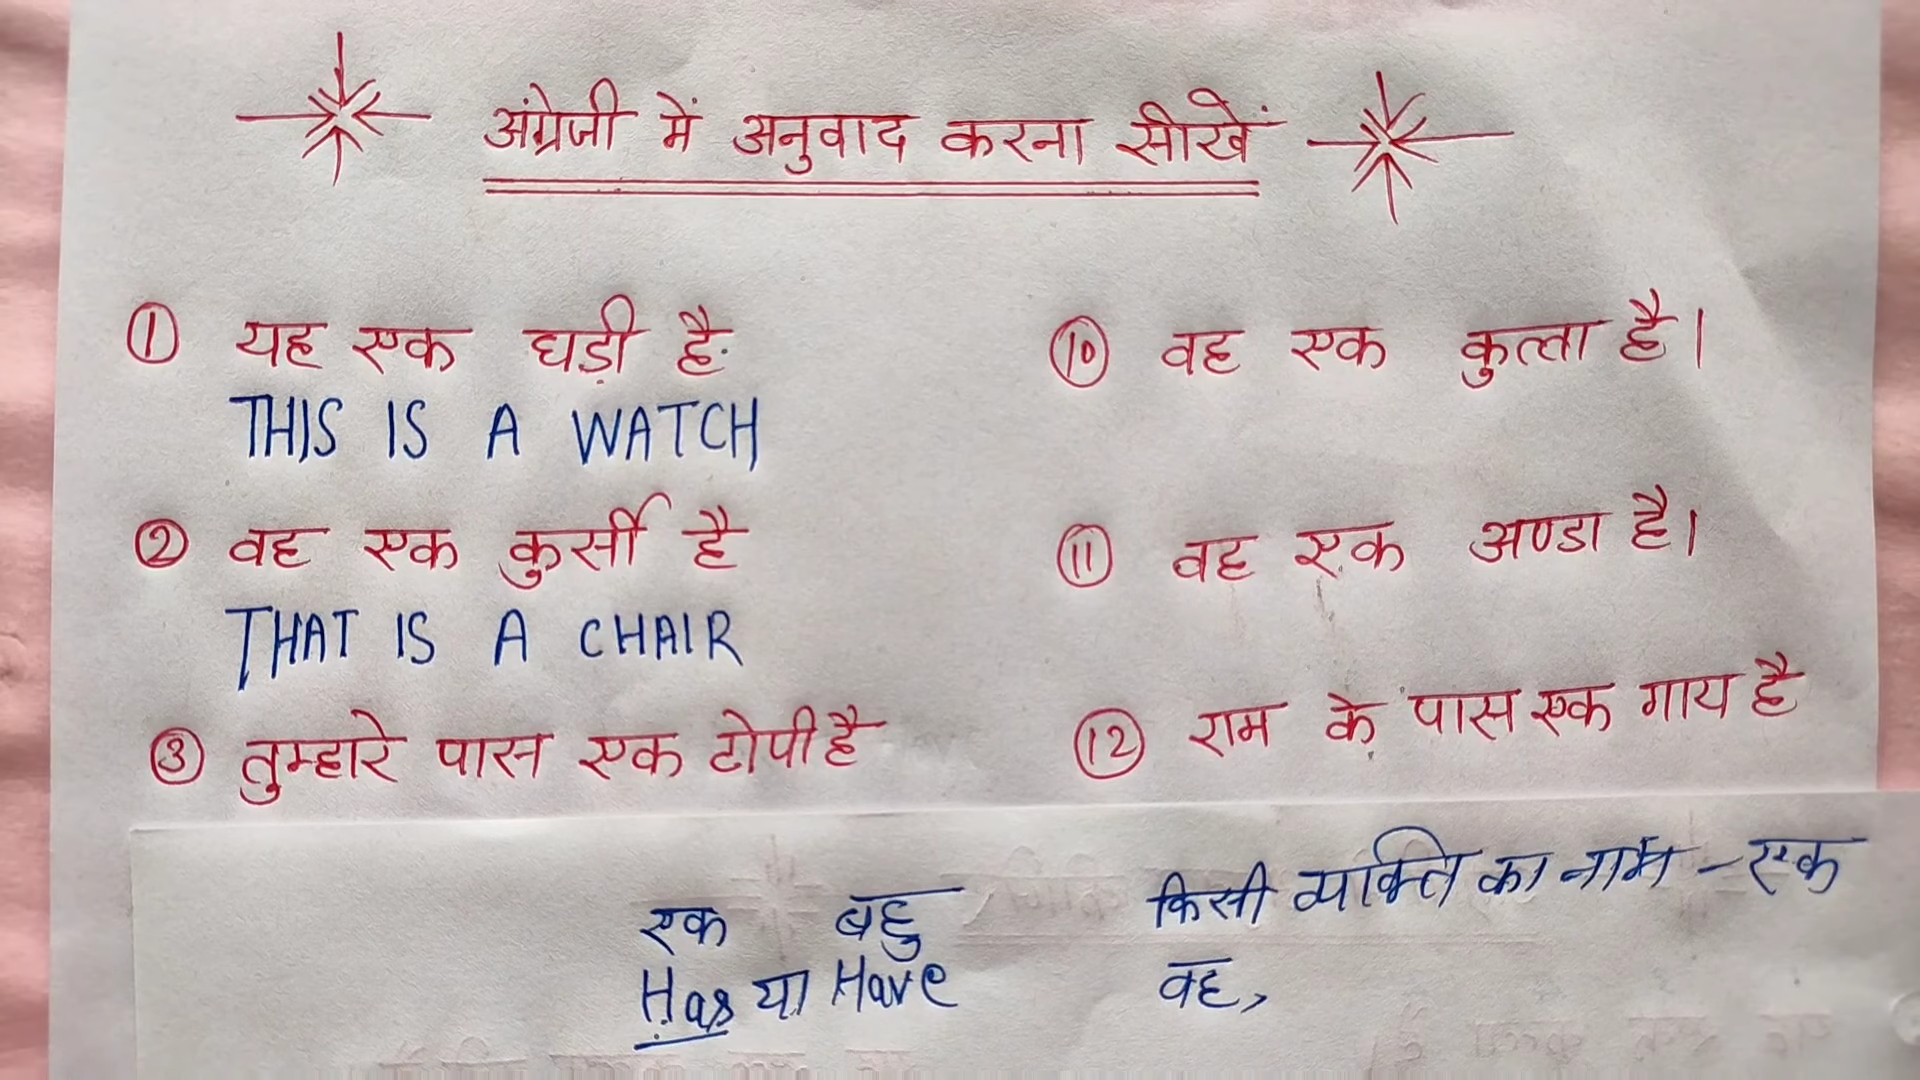 अंग्रेजी में अनुवाद करना सीखें
① यह एक घड़ी है.
THIS IS A WATCH
② वह एक कुर्सी है
THAT IS A CHAIR
③ तुम्हारे पास एक टोपी है
⑩ वह एक कुत्ता है।
⑪ वह एक अण्डा है।
⑫ राम के पास एक गाय है
एक बहु
Has या Have
किसी व्यक्ति का नाम - एक
वह,